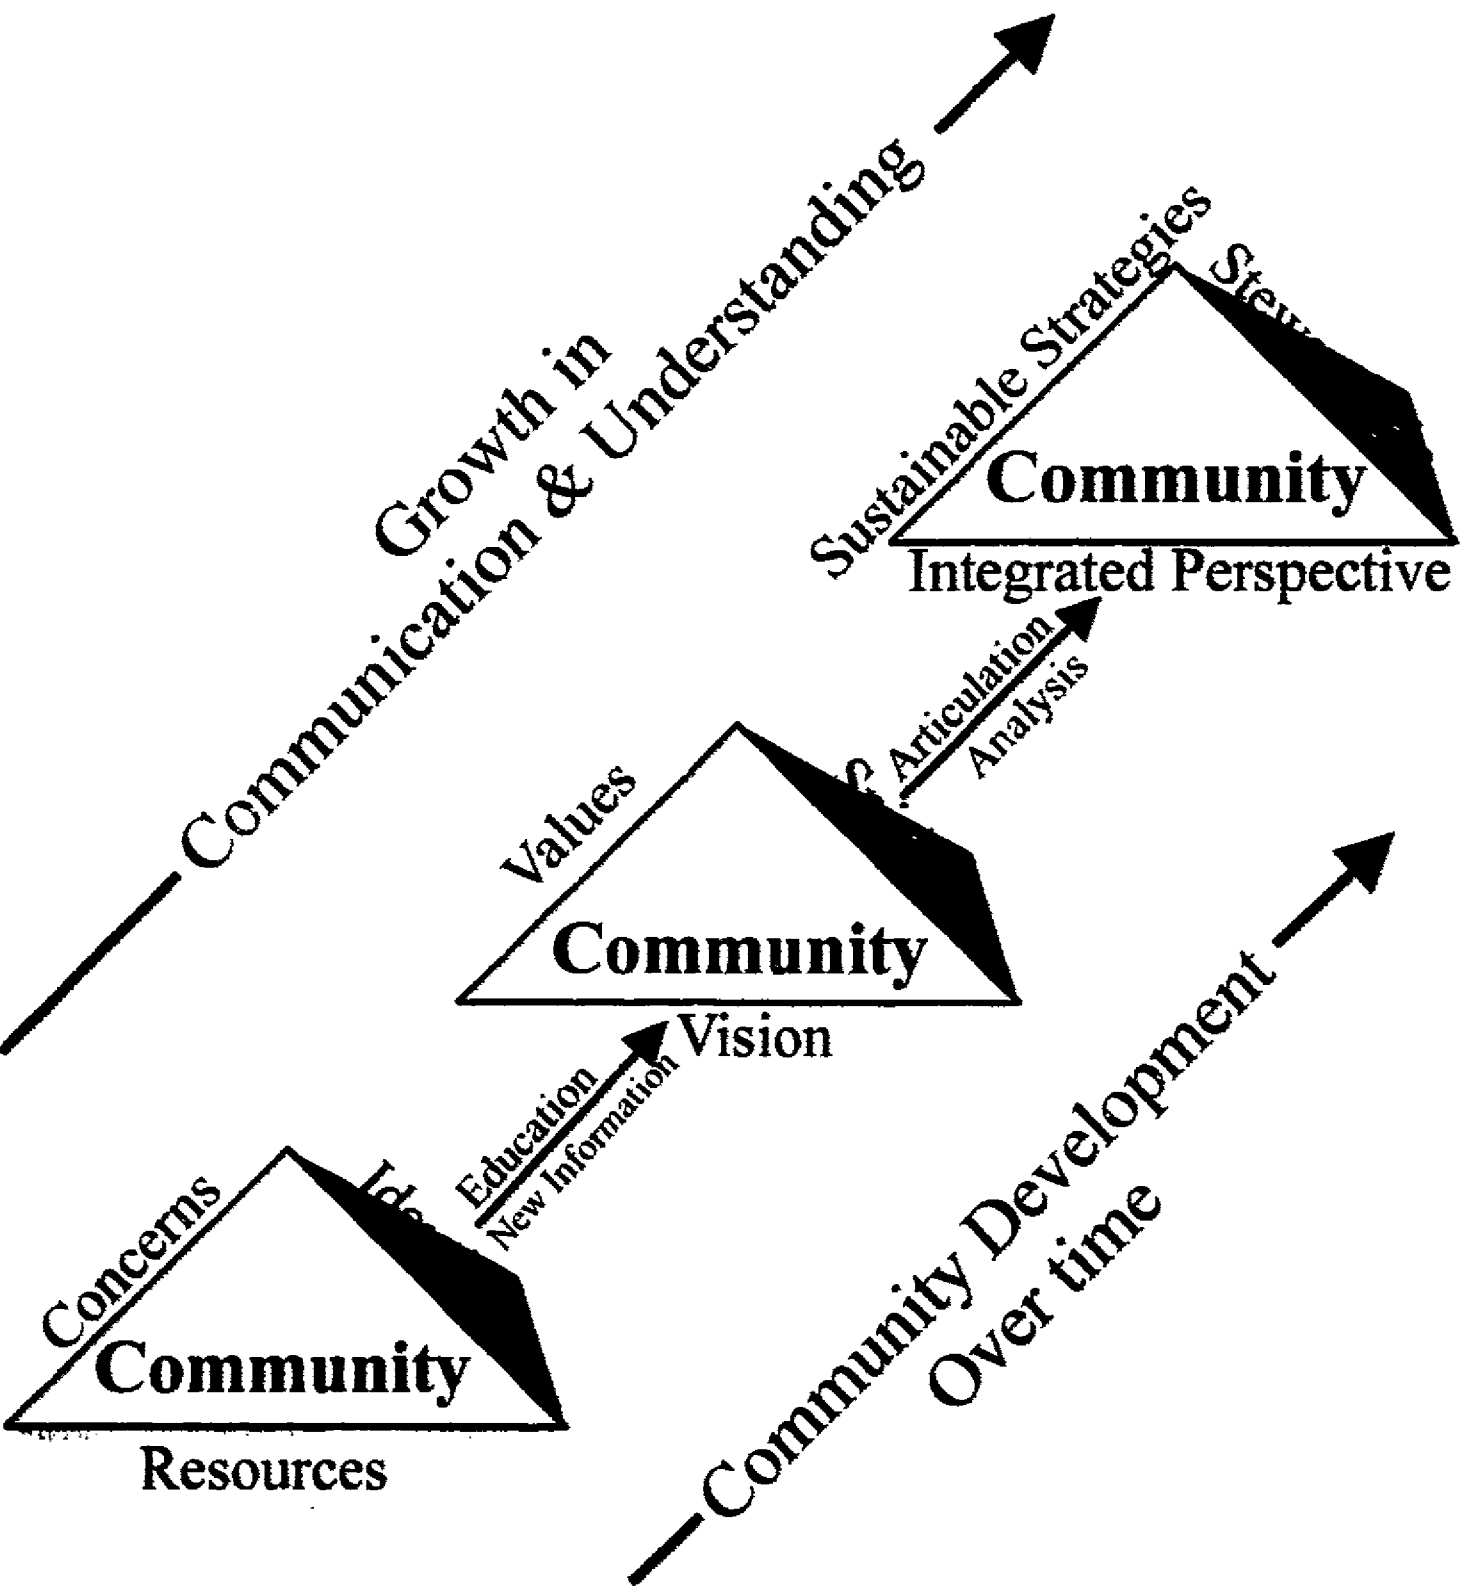 Growth in
Communication & Understanding
Sustainable Strategies
Community
Integrated Perspective
Articulation
Analysis
Values
Community
Vision
Education
New Information
Concerns
Community
Resources
Community Development
Over time